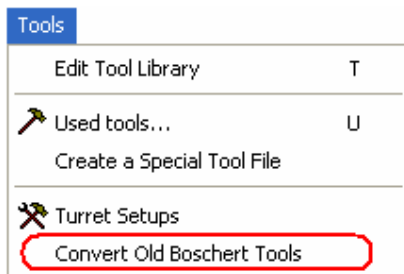 Tools
Edit Tool Library T
Used tools... U
Create a Special Tool File
Turret Setups
Convert Old Boschert Tools